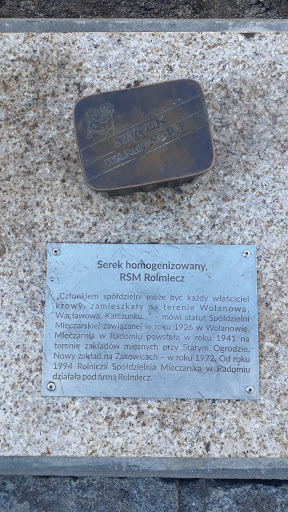 SEREK
Serek homogenizowany,
RSM Rolmlecz
„Członkiem spółdzielni może być każdy właściciel
krowy, zamieszkały na terenie Wolanowa,
Wacławowa, Karczunku...” – mówi statut Spółdzielni
Mleczarskiej zawiązanej w roku 1926 w Wolanowie.
Mleczarnia w Radomiu powstała w roku 1941 na
terenie zakładów mięsnych przy Starym Ogrodzie.
Nowy zakład na Żakowicach – w roku 1972. Od roku
1994 Rolnicza Spółdzielnia Mleczarska w Radomiu
działała pod firmą Rolmlecz.